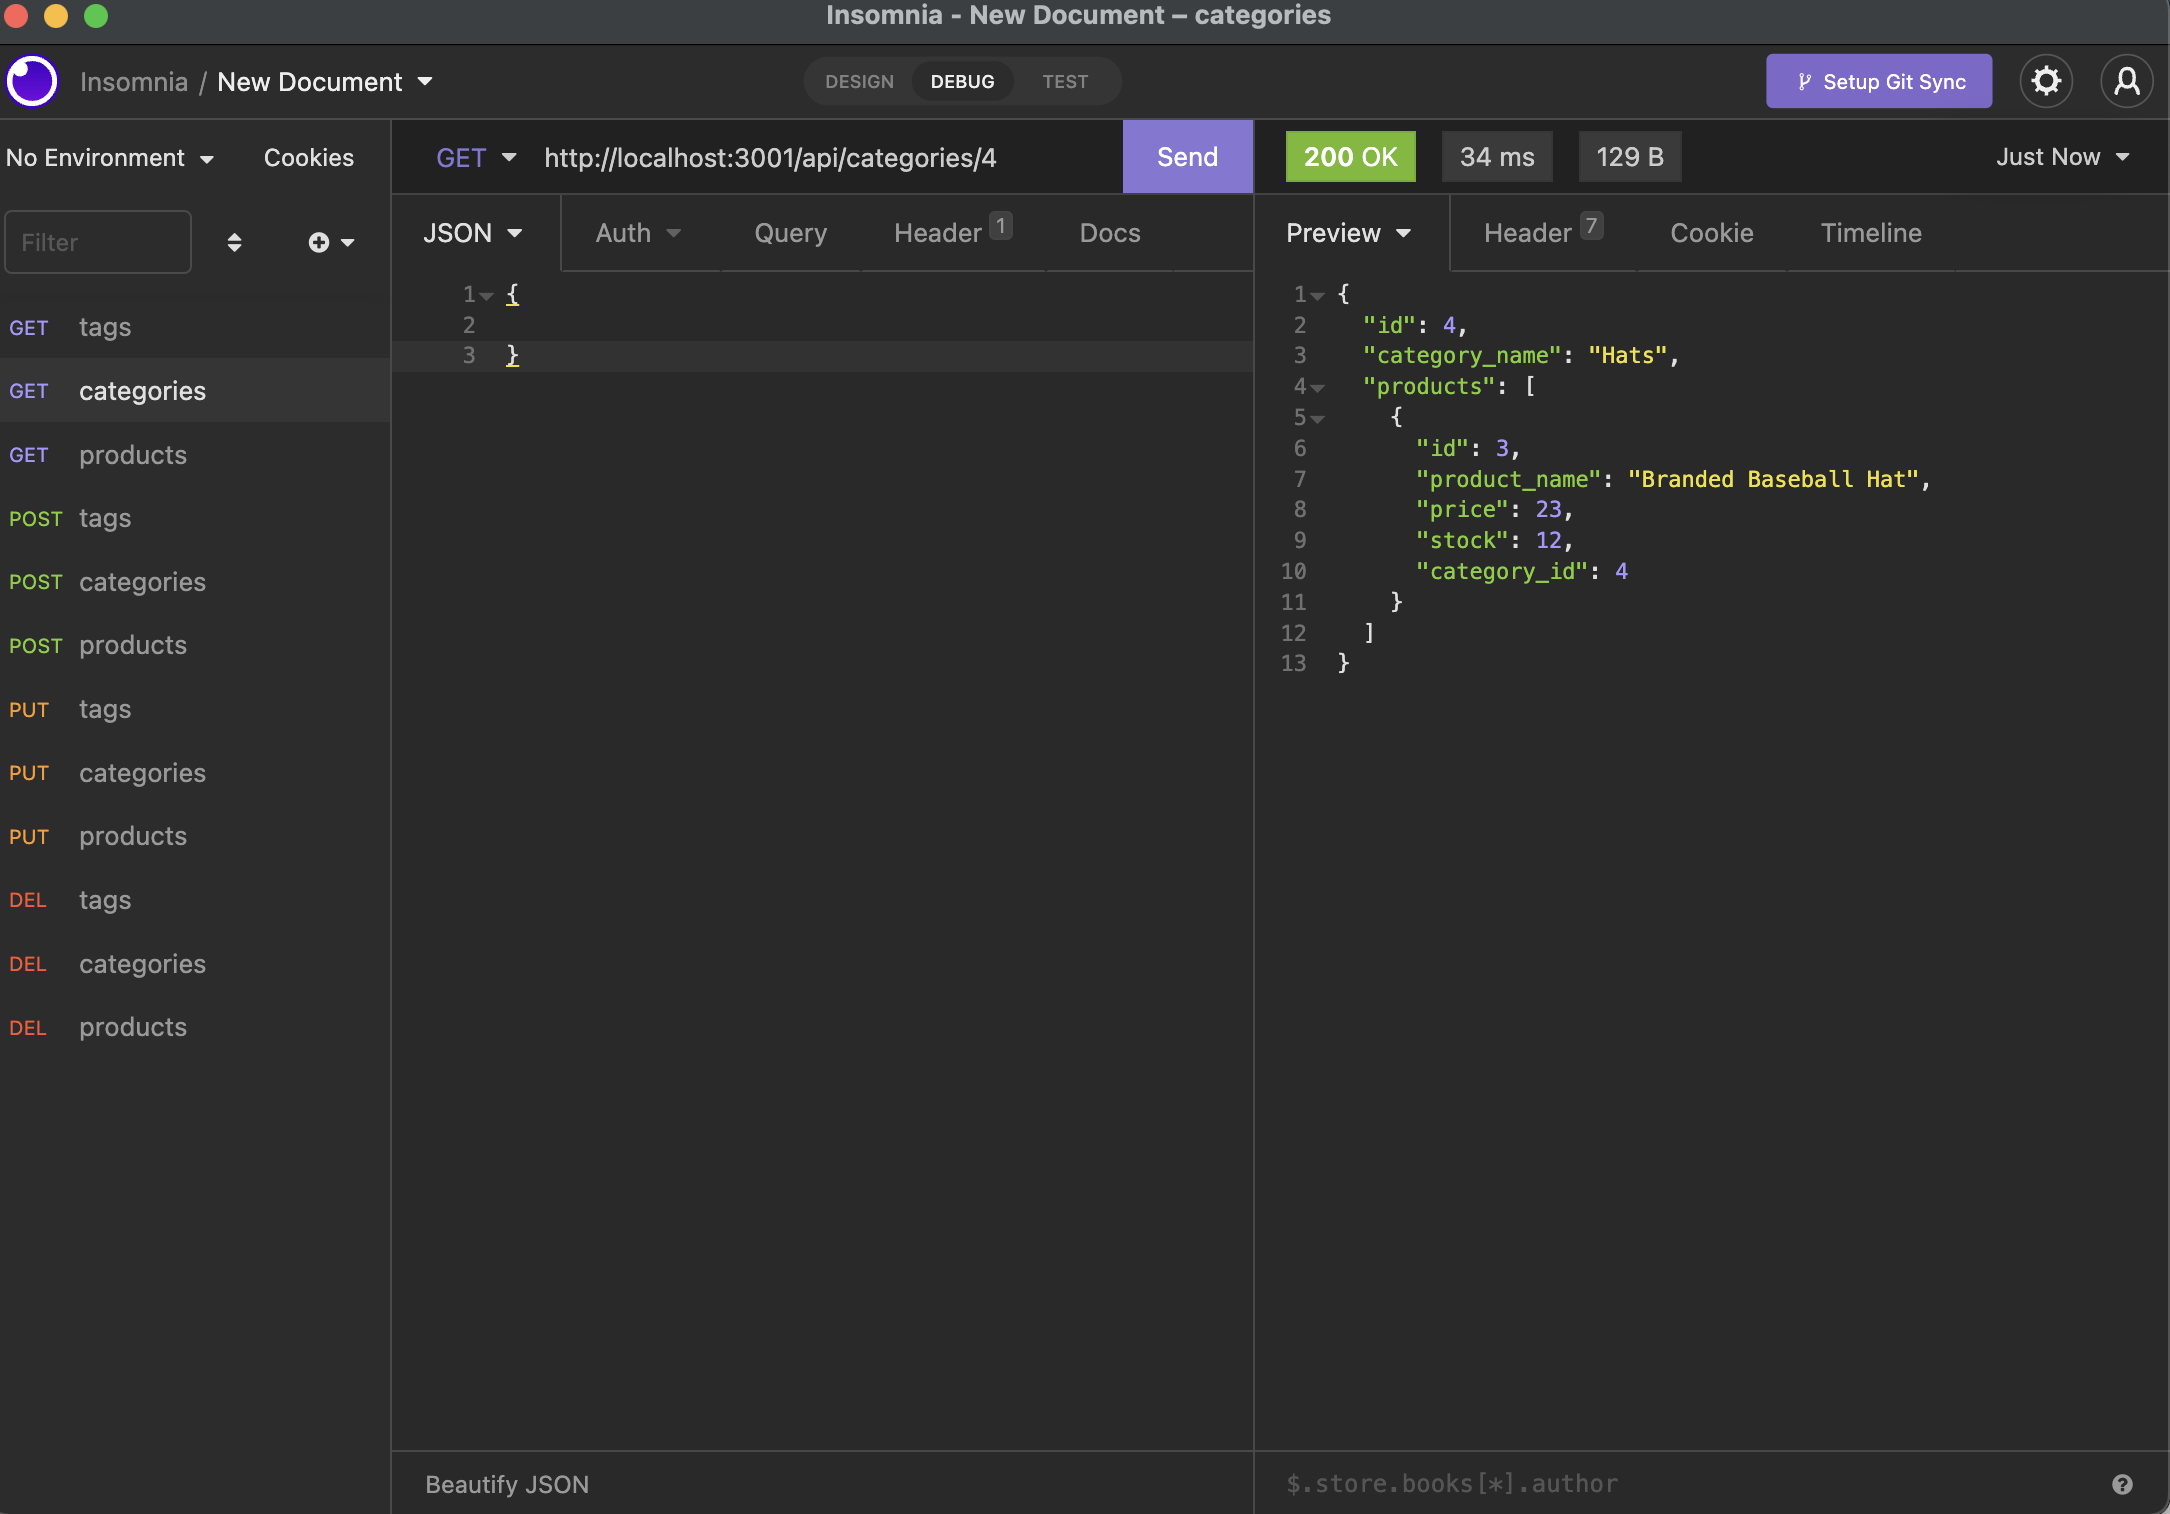 Insomnia - New Document – categories
Insomnia / New Document
DESIGN DEBUG TEST
Setup Git Sync
No Environment Cookies
GET http://localhost:3001/api/categories/4 Send
200 OK 34 ms 129 B Just Now
Filter
GET tags
GET categories
GET products
POST tags
POST categories
POST products
PUT tags
PUT categories
PUT products
DEL tags
DEL categories
DEL products
JSON Auth Query Header 1 Docs
1 {
2
3 }
Beautify JSON
Preview Header 7 Cookie Timeline
1 {
2 "id": 4,
3 "category_name": "Hats",
4 "products": [
5 {
6 "id": 3,
7 "product_name": "Branded Baseball Hat",
8 "price": 23,
9 "stock": 12,
10 "category_id": 4
11 }
12 ]
13 }
$.store.books[*].author